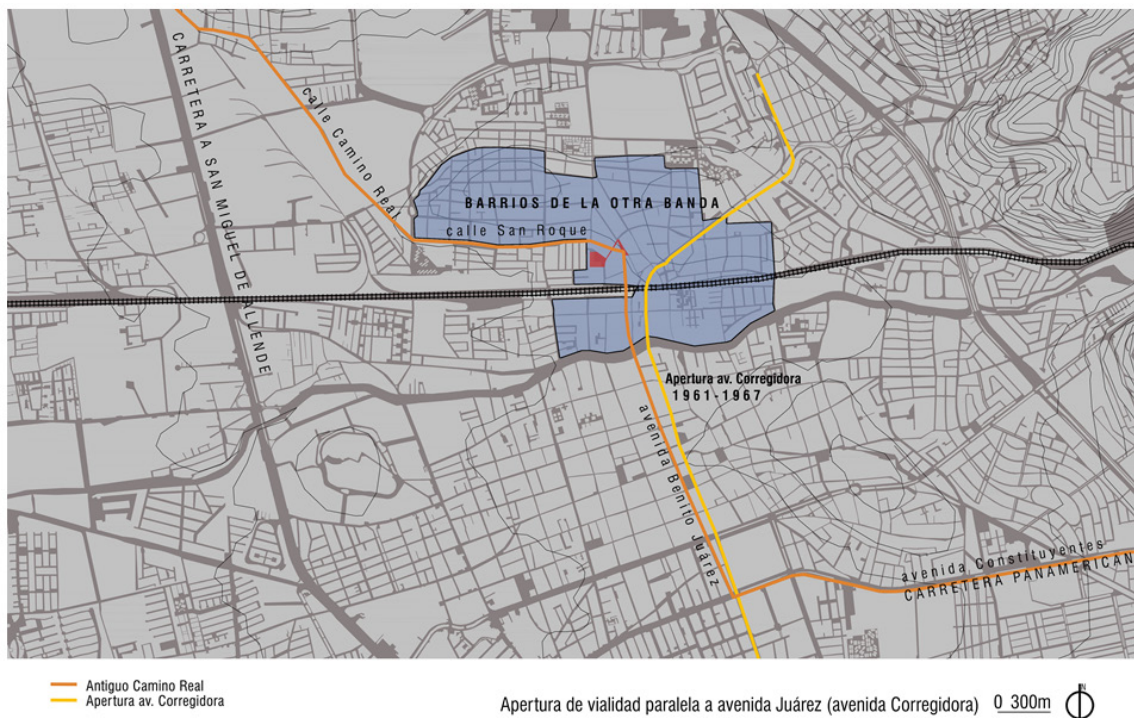 CARRETERA A SAN MIGUEL DE ALLENDE
calle Camino Real
BARRIOS DE LA OTRA BANDA
calle San Roque
Apertura av. Corregidora
1961-1967
avenida Benito Juárez
avenida Constituyentes
CARRETERA PANAMERICAN
Antiguo Camino Real
Apertura av. Corregidora
Apertura de vialidad paralela a avenida Juárez (avenida Corregidora)
0 300m
N